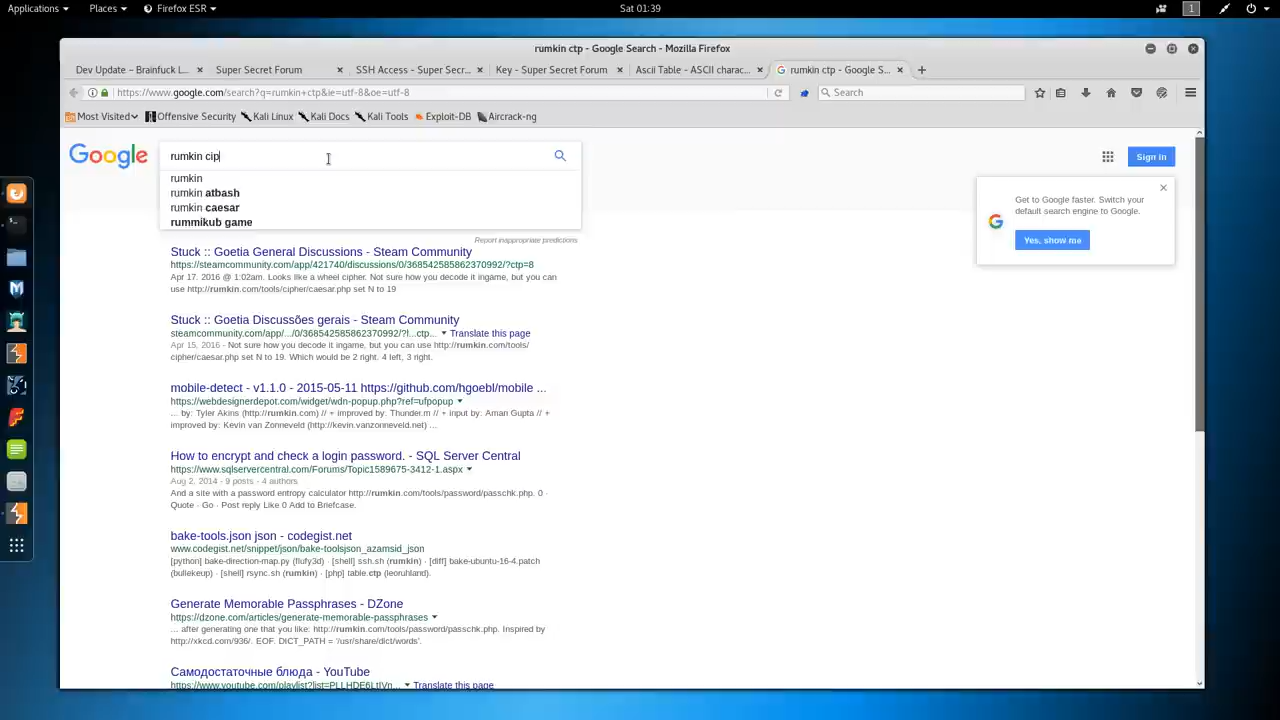 Applications ▾ Places ▾ Firefox ESR ▾ Sat 01:39 1
rumkin ctp - Google Search - Mozilla Firefox
Dev Update – Brainfuck L... × Super Secret Forum × SSH Access - Super Secr... × Key - Super Secret Forum × Ascii Table - ASCII charac... × rumkin ctp - Google S... × +
https://www.google.com/search?q=rumkin+ctp&ie=utf-8&oe=utf-8 Search
Most Visited Offensive Security Kali Linux Kali Docs Kali Tools Exploit-DB Aircrack-ng
Google rumkin cip Sign in
rumkin
rumkin atbash
rumkin caesar
rummikub game
Report inappropriate predictions
Get to Google faster. Switch your
default search engine to Google.
Yes, show me
Stuck :: Goetia General Discussions - Steam Community
https://steamcommunity.com/app/421740/discussions/0/368542585862370992/?ctp=8
Apr 17, 2016 @ 1:02am. Looks lIke a wheel cipher. Not sure how you decode it ingame, but you can
use http://rumkin.com/tools/cipher/caesar.php set N to 19
Stuck :: Goetia Discussões gerais - Steam Community
steamcommunity.com/app/.../0/368542585862370992/?l...ctp... ▾ Translate this page
Apr 15, 2016 - Not sure how you decode it ingame, but you can use http://rumkin.com/tools/
cipher/caesar.php set N to 19. Which would be 2 right. 4 left, 3 right.
mobile-detect - v1.1.0 - 2015-05-11 https://github.com/hgoebl/mobile ...
https://webdesignerdepot.com/widget/wdn-popup.php?ref=ufpopup ▾
... by: Tyler Akins (http://rumkin.com) // + improved by: Thunder.m // + input by: Aman Gupta // +
improved by: Kevin van Zonneveld (http://kevin.vanzonneveld.net) ...
How to encrypt and check a login password. - SQL Server Central
https://www.sqlservercentral.com/Forums/Topic1589675-3412-1.aspx ▾
Aug 2, 2014 - 9 posts - 4 authors
And a site with a password entropy calculator http://rumkin.com/tools/password/passchk.php. 0 ·
Quote · Go · Post reply Like 0 Add to Briefcase.
bake-tools.json json - codegist.net
www.codegist.net/snippet/json/bake-toolsjson_azamsid_json
[python] bake-direction-map.py (flufy3d) · [shell] ssh.sh (rumkin) · [diff] bake-ubuntu-16-4.patch
(bullekeup) · [shell] rsync.sh (rumkin) · [php] table.ctp (leoruhland).
Generate Memorable Passphrases - DZone
https://dzone.com/articles/generate-memorable-passphrases ▾
... after generating one that you like: http://rumkin.com/tools/password/passchk.php. Inspired by
http://xkcd.com/936/. EOF. DICT_PATH = '/usr/share/dict/words'.
Самодостаточные блюда - YouTube
https://www.youtube.com/playlist?list=PLLHDE6LtIVn... ▾ Translate this page